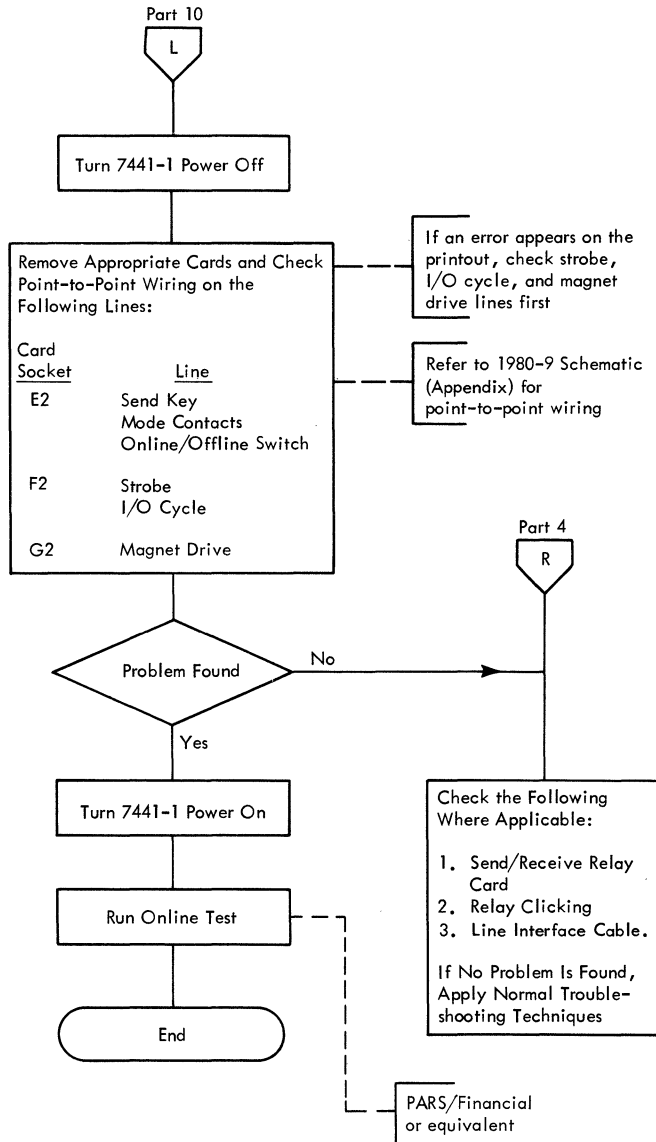 Part 10
L
Turn 7441-1 Power Off
Remove Appropriate Cards and Check
Point-to-Point Wiring on the
Following Lines:
Card
Socket Line
E2 Send Key
Mode Contacts
Online/Offline Switch
F2 Strobe
I/O Cycle
G2 Magnet Drive
If an error appears on the
printout, check strobe,
I/O cycle, and magnet
drive lines first
Refer to 1980-9 Schematic
(Appendix) for
point-to-point wiring
Part 4
R
Problem Found
No
Yes
Turn 7441-1 Power On
Run Online Test
End
Check the Following
Where Applicable:
1. Send/Receive Relay
Card
2. Relay Clicking
3. Line Interface Cable.
If No Problem Is Found,
Apply Normal Trouble-
shooting Techniques
PARS/Financial
or equivalent